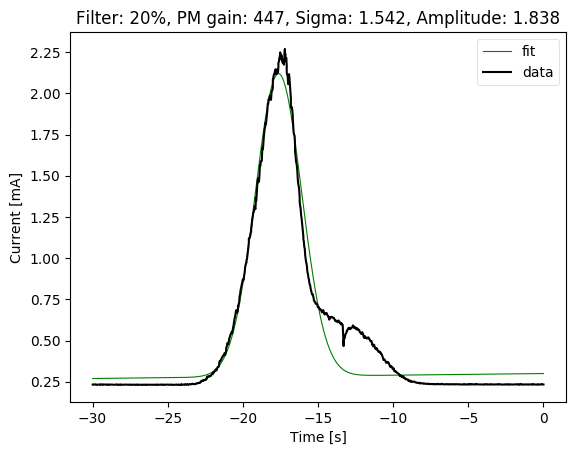 Filter: 20%, PM gain: 447, Sigma: 1.542, Amplitude: 1.838
fit
data
2.25
2.00
1.75
1.50
1.25
1.00
0.75
0.50
0.25
Current [mA]
−30 −25 −20 −15 −10 −5 0
Time [s]